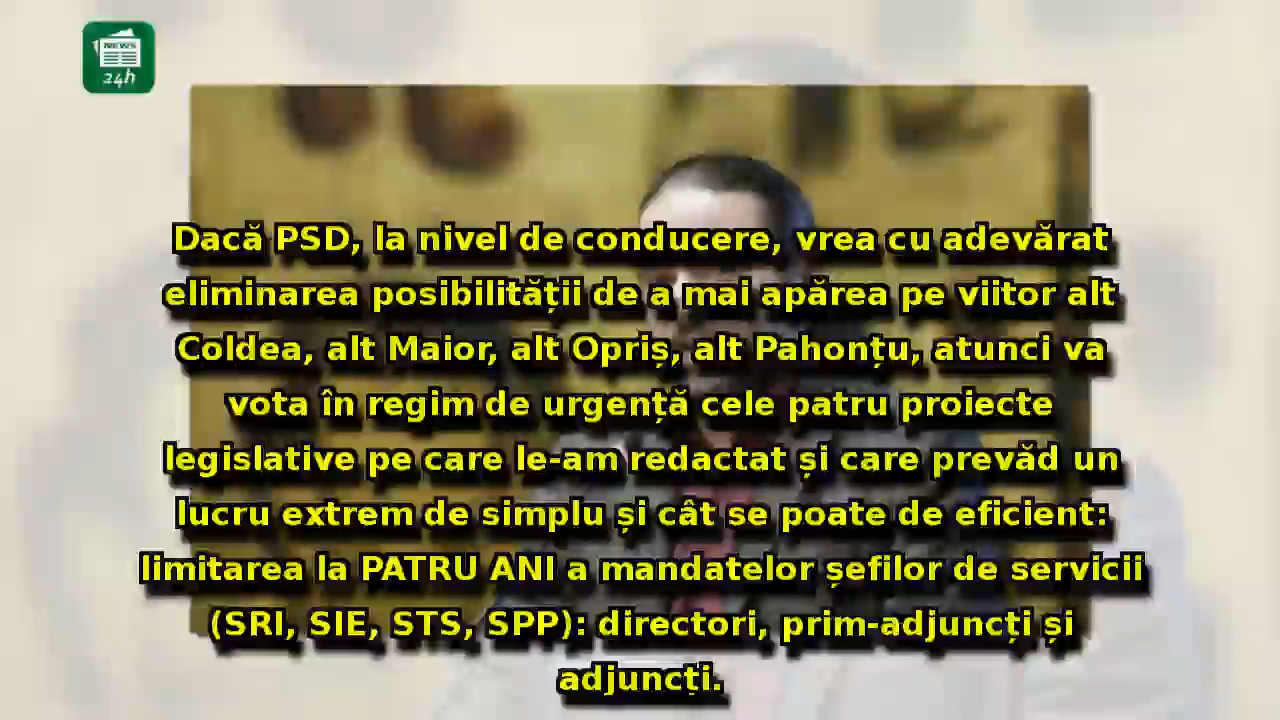 NEWS
24h
Dacă PSD, la nivel de conducere, vrea cu adevărat
eliminarea posibilității de a mai apărea pe viitor alt
Coldea, alt Maior, alt Opriș, alt Pahonțu, atunci va
vota în regim de urgență cele patru proiecte
legislative pe care le-am redactat și care prevăd un
lucru extrem de simplu și cât se poate de eficient:
limitarea la PATRU ANI a mandatelor șefilor de servicii
(SRI, SIE, STS, SPP): directori, prim-adjuncți și
adjuncți.